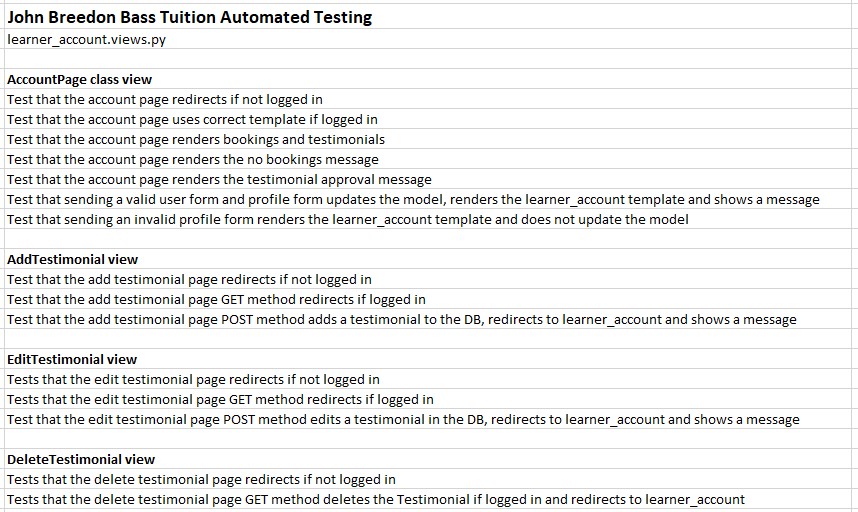 John Breedon Bass Tuition Automated Testing
learner_account.views.py
AccountPage class view
Test that the account page redirects if not logged in
Test that the account page uses correct template if logged in
Test that the account page renders bookings and testimonials
Test that the account page renders the no bookings message
Test that the account page renders the testimonial approval message
Test that sending a valid user form and profile form updates the model, renders the learner_account template and shows a message
Test that sending an invalid profile form renders the learner_account template and does not update the model
AddTestimonial view
Test that the add testimonial page redirects if not logged in
Test that the add testimonial page GET method redirects if logged in
Test that the add testimonial page POST method adds a testimonial to the DB, redirects to learner_account and shows a message
EditTestimonial view
Tests that the edit testimonial page redirects if not logged in
Tests that the edit testimonial page GET method redirects if logged in
Test that the edit testimonial page POST method edits a testimonial in the DB, redirects to learner_account and shows a message
DeleteTestimonial view
Tests that the delete testimonial page redirects if not logged in
Tests that the delete testimonial page GET method deletes the Testimonial if logged in and redirects to learner_account